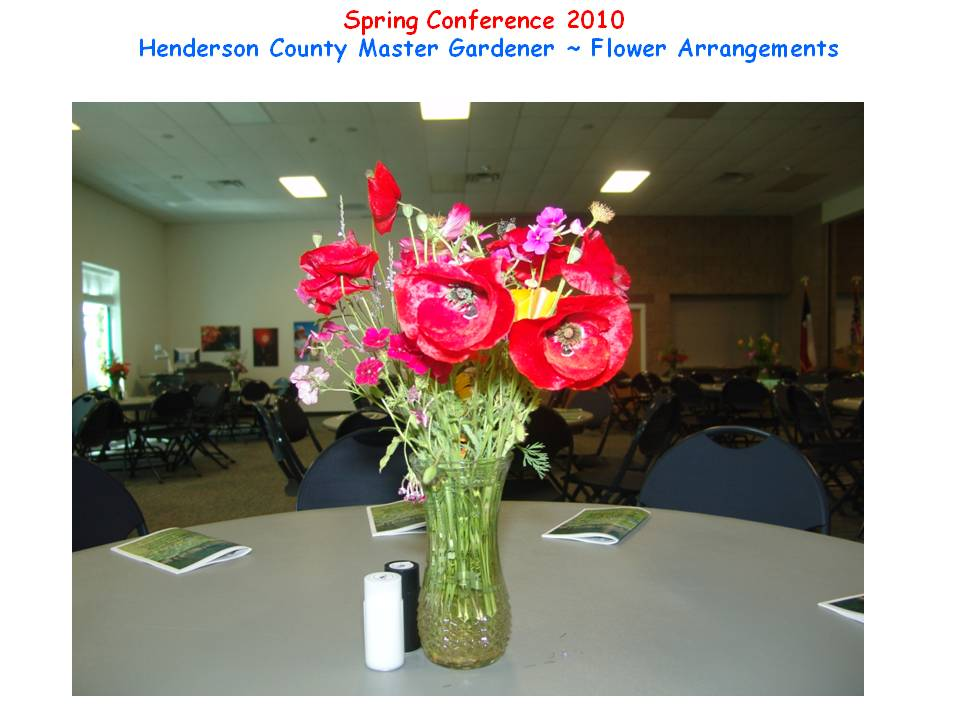 Spring Conference 2010
Henderson County Master Gardener ~ Flower Arrangements